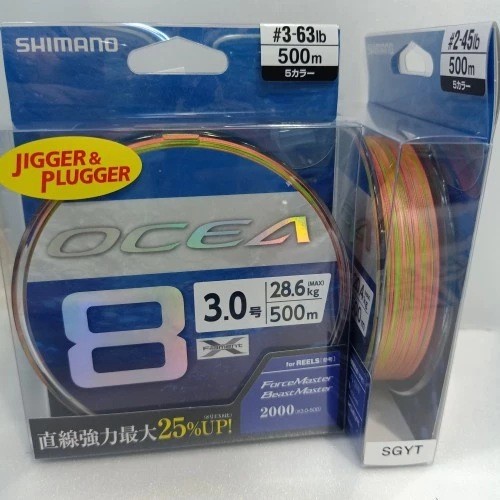 SHIMANO
#3-63lb
500m
5カラー
JIGGER &
PLUGGER
OCEA
8
3.0号
28.6kg (MAX)
500m
X
for REELS
ForceMaster
BeastMaster
2000
直線強力最大25%UP!
SHIMANO
#2-45lb
500m
5カラー
SGYT